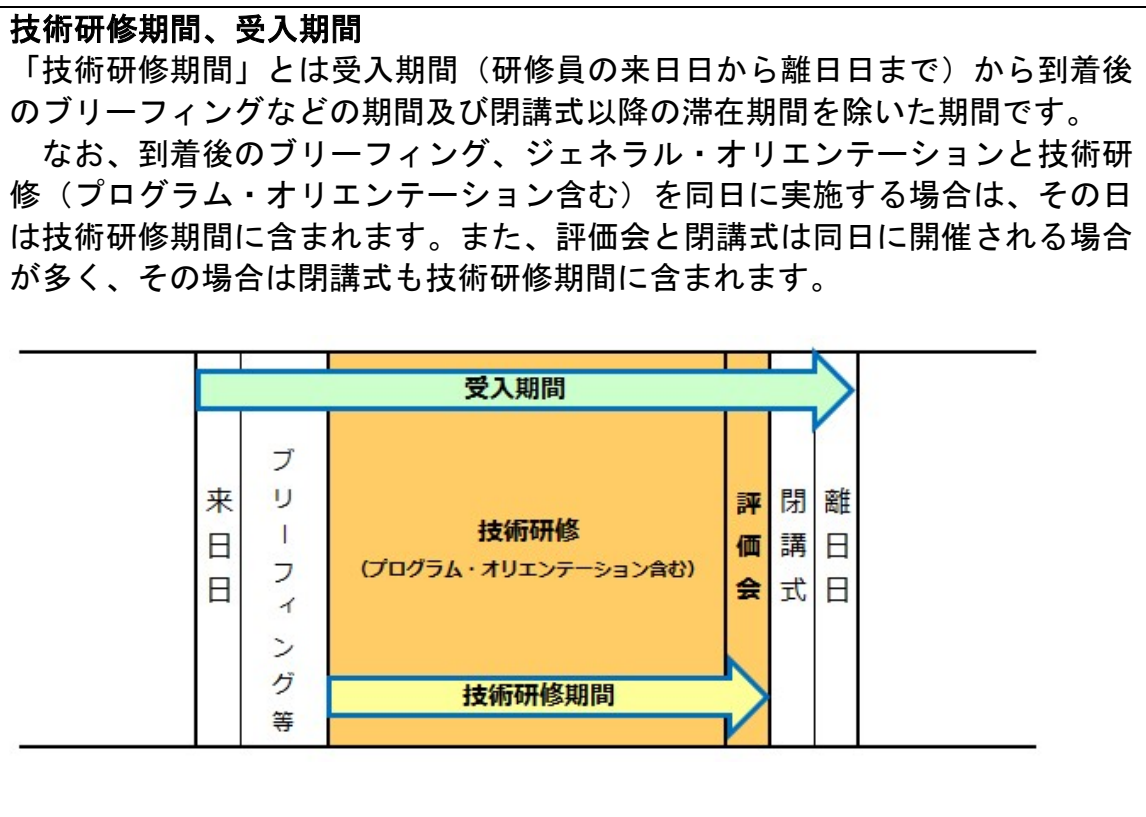 技術研修期間、受入期間
「技術研修期間」とは受入期間（研修員の来日日から離日日まで）から到着後
のブリーフィングなどの期間及び閉講式以降の滞在期間を除いた期間です。
　なお、到着後のブリーフィング、ジェネラル・オリエンテーションと技術研
修（プログラム・オリエンテーション含む）を同日に実施する場合は、その日
は技術研修期間に含まれます。また、評価会と閉講式は同日に開催される場合
が多く、その場合は閉講式も技術研修期間に含まれます。
受入期間
来日日
ブリーフィング等
技術研修
（プログラム・オリエンテーション含む）
評価会
閉講式
離日日
技術研修期間